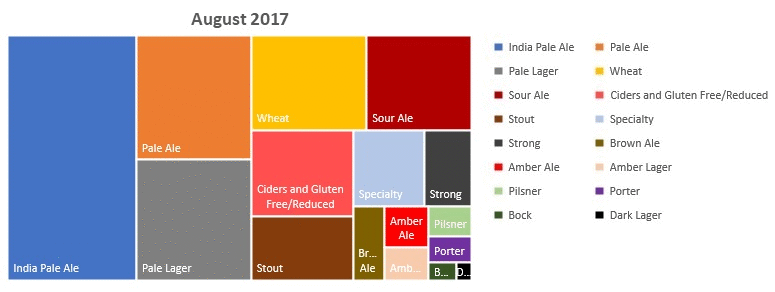 August 2017
India Pale Ale
Pale Ale
Pale Lager
Wheat
Sour Ale
Ciders and Gluten
Free/Reduced
Stout
Specialty
Strong
Br...
Ale
Amber
Ale
Amb...
Pilsner
Porter
B...
D...
India Pale Ale
Pale Ale
Pale Lager
Wheat
Sour Ale
Ciders and Gluten Free/Reduced
Stout
Specialty
Strong
Brown Ale
Amber Ale
Amber Lager
Pilsner
Porter
Bock
Dark Lager